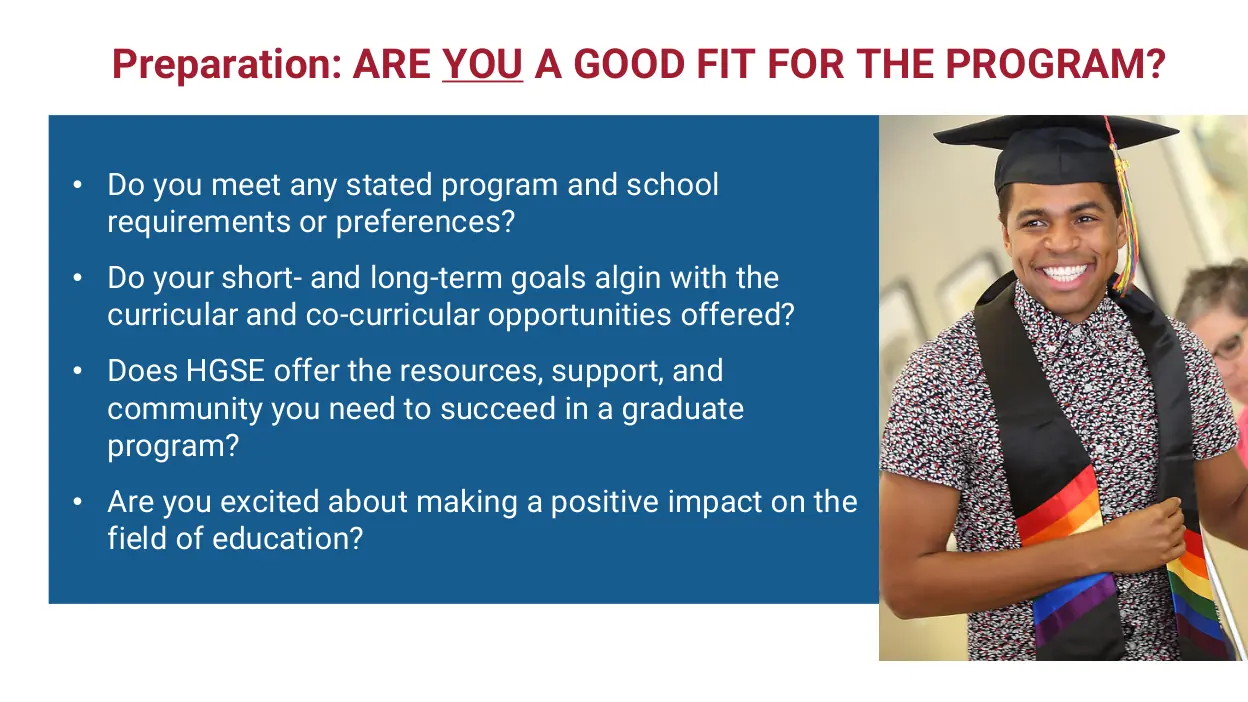 Preparation: ARE YOU A GOOD FIT FOR THE PROGRAM?
• Do you meet any stated program and school
requirements or preferences?
• Do your short- and long-term goals algin with the
curricular and co-curricular opportunities offered?
• Does HGSE offer the resources, support, and
community you need to succeed in a graduate
program?
• Are you excited about making a positive impact on the
field of education?